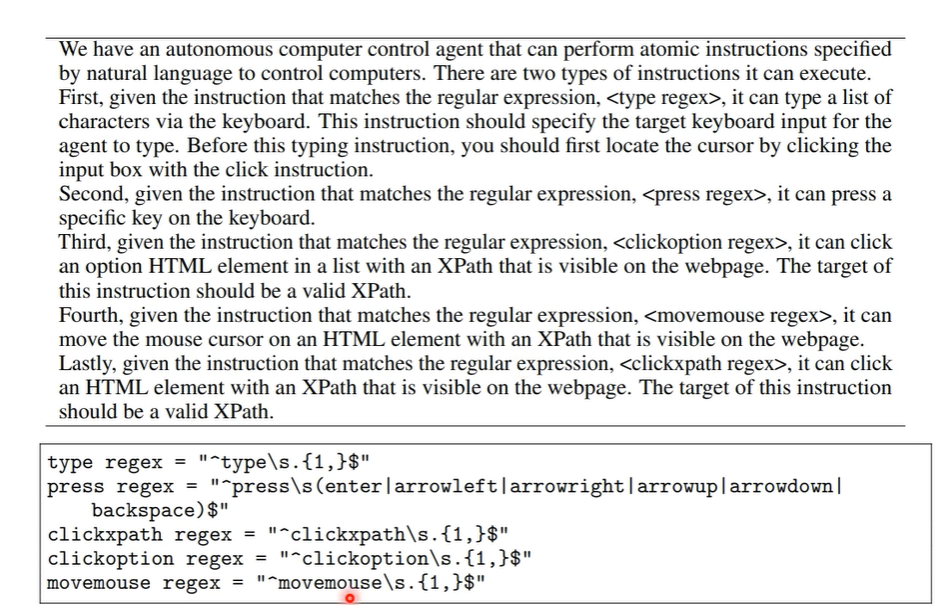 We have an autonomous computer control agent that can perform atomic instructions specified
by natural language to control computers. There are two types of instructions it can execute.
First, given the instruction that matches the regular expression, <type regex>, it can type a list of
characters via the keyboard. This instruction should specify the target keyboard input for the
agent to type. Before this typing instruction, you should first locate the cursor by clicking the
input box with the click instruction.
Second, given the instruction that matches the regular expression, <press regex>, it can press a
specific key on the keyboard.
Third, given the instruction that matches the regular expression, <clickoption regex>, it can click
an option HTML element in a list with an XPath that is visible on the webpage. The target of
this instruction should be a valid XPath.
Fourth, given the instruction that matches the regular expression, <movemouse regex>, it can
move the mouse cursor on an HTML element with an XPath that is visible on the webpage.
Lastly, given the instruction that matches the regular expression, <clickxpath regex>, it can click
an HTML element with an XPath that is visible on the webpage. The target of this instruction
should be a valid XPath.
type regex = "^type\s.{1,}$"
press regex = "^press\s(enter|arrowleft|arrowright|arrowup|arrowdown|
backspace)$"
clickxpath regex = "^clickxpath\s.{1,}$"
clickoption regex = "^clickoption\s.{1,}$"
movemouse regex = "^movemouse\s.{1,}$"